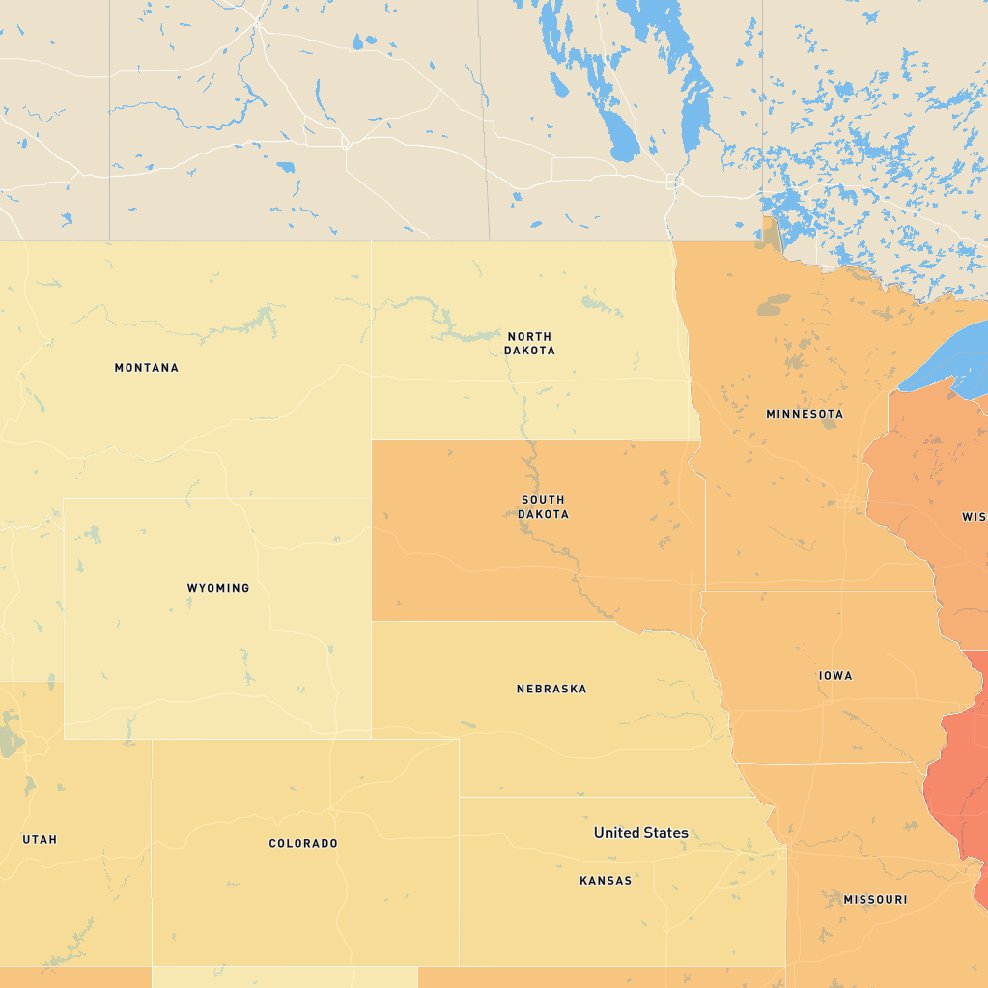 NORTH
DAKOTA
MONTANA
MINNESOTA
SOUTH
DAKOTA
WIS
WYOMING
IOWA
NEBRASKA
United States
UTAH
COLORADO
KANSAS
MISSOURI